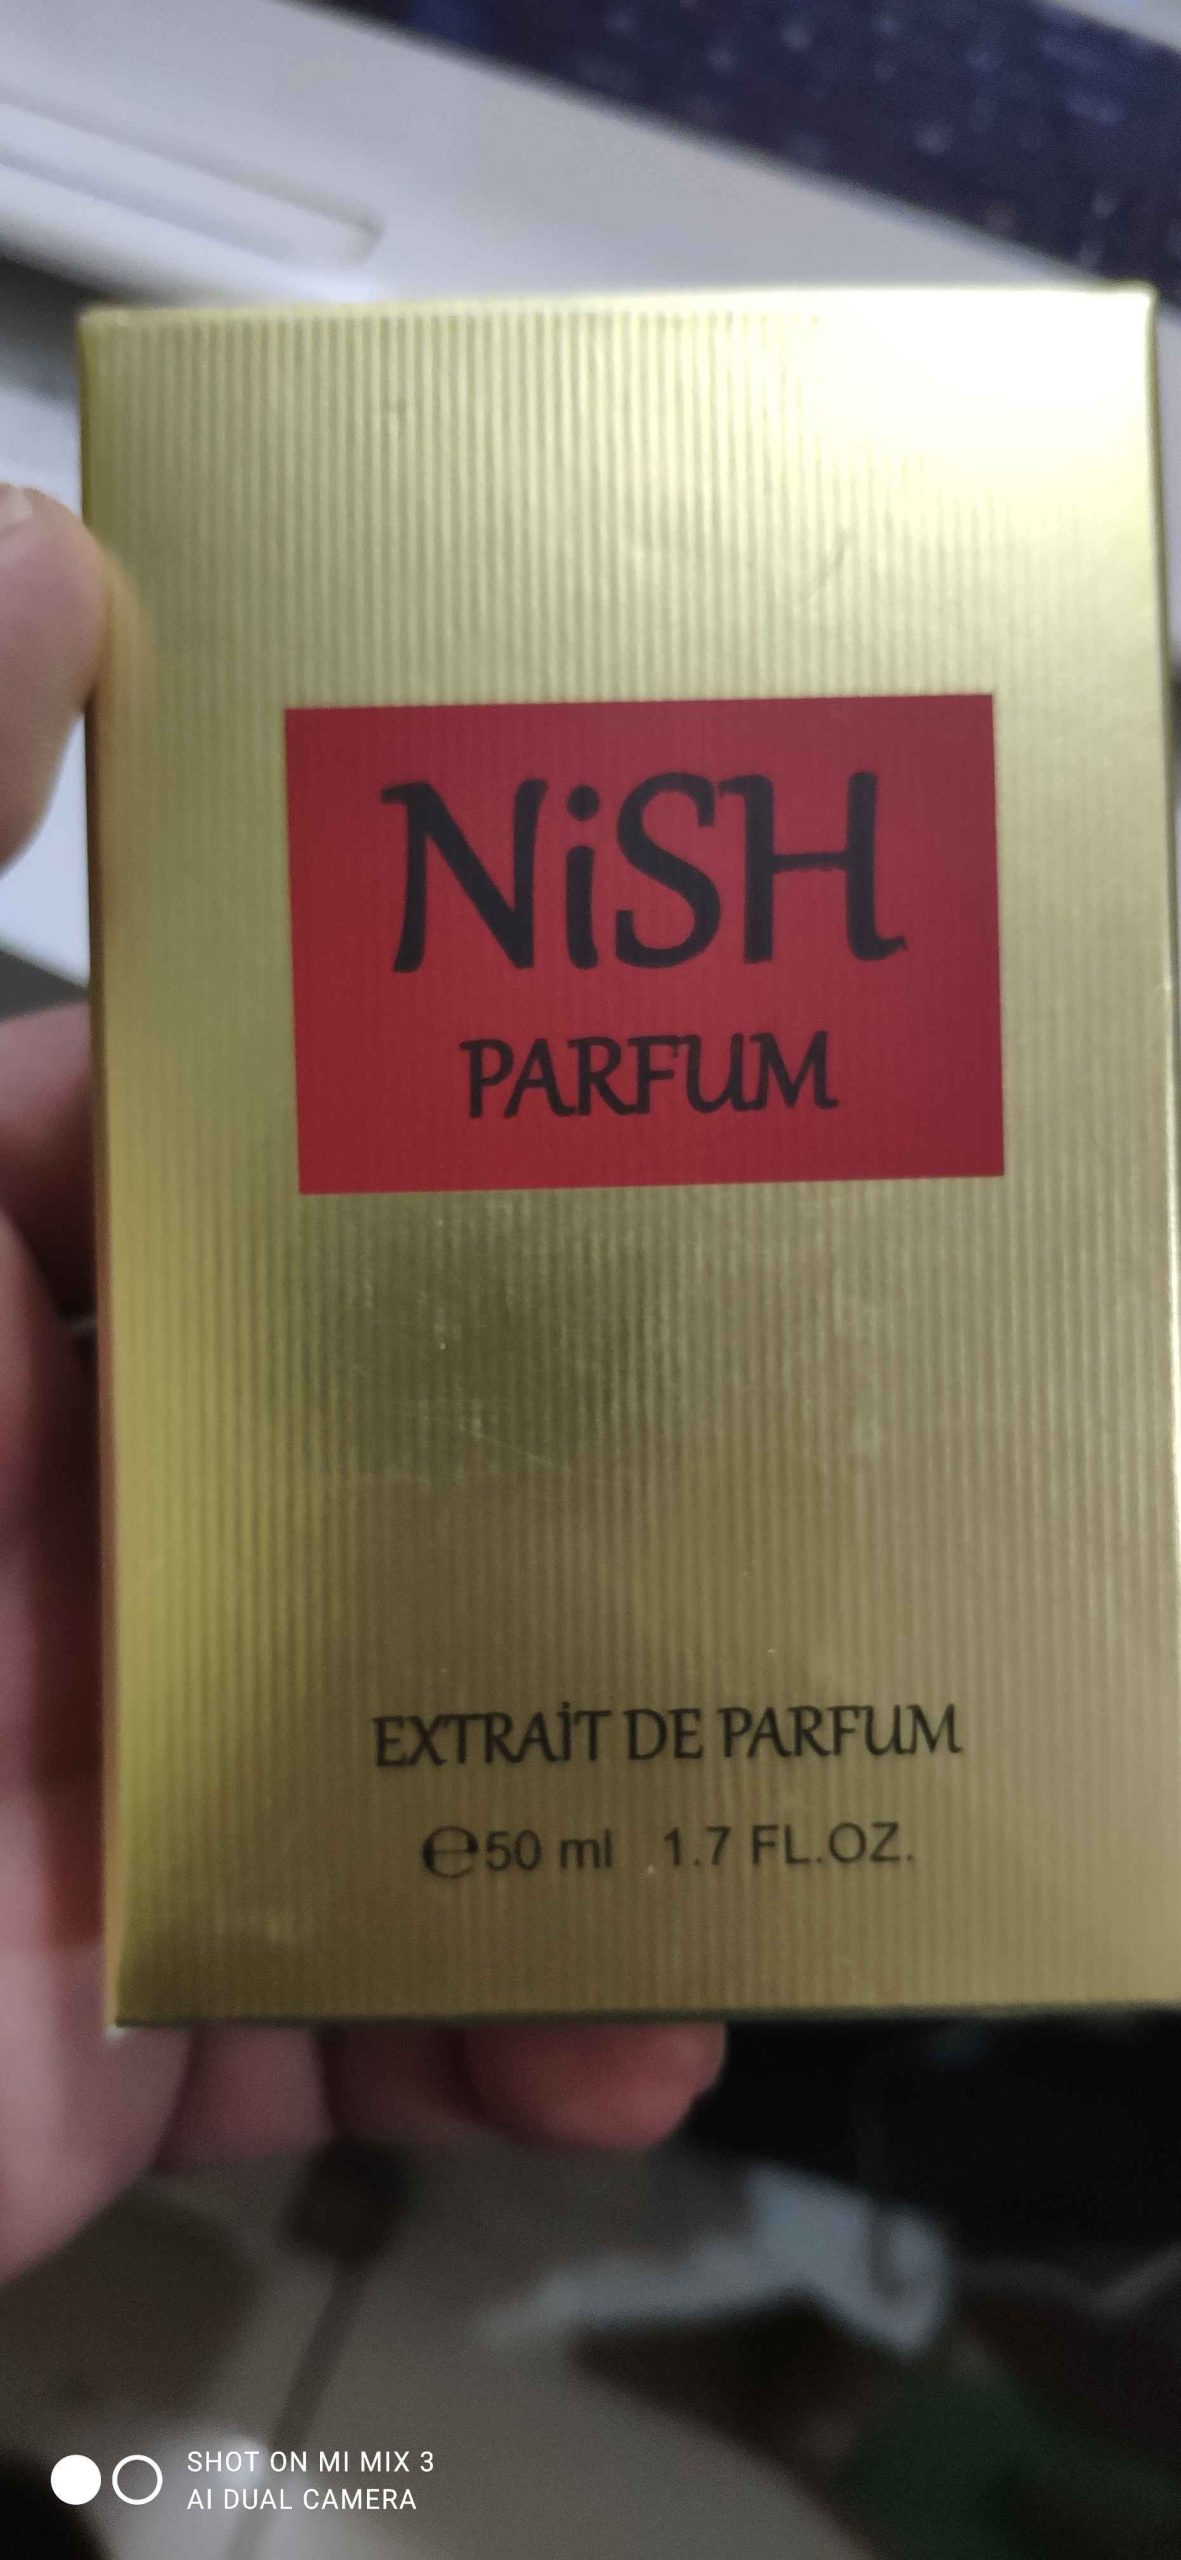 NiSH
PARFUM
EXTRAİT DE PARFUM
℮50 ml 1.7 FL.OZ.
SHOT ON MI MIX 3
AI DUAL CAMERA